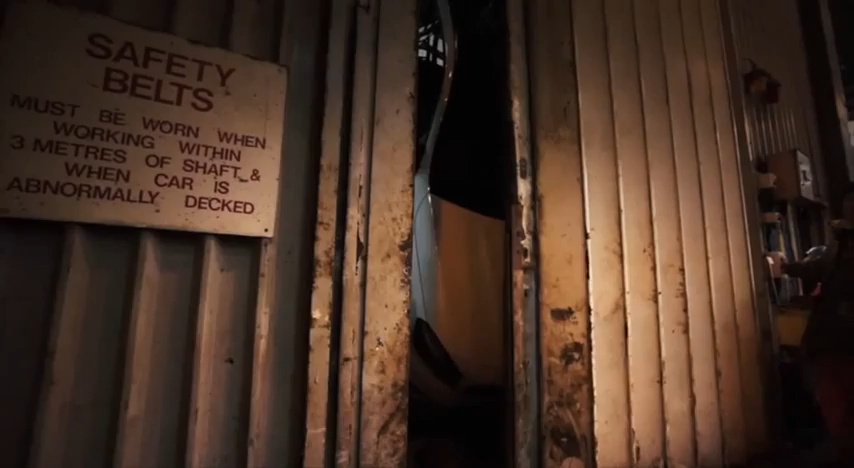 SAFETY
BELTS
MUST BE WORN WHEN
WORKING WITHIN
3 METRES OF SHAFT &
WHEN CAR IS
ABNORMALLY DECKED